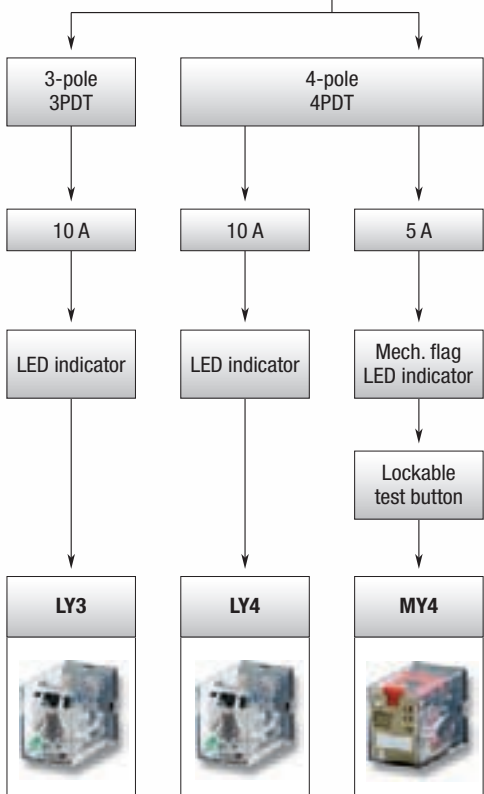 3-pole
3PDT
4-pole
4PDT
10 A
10 A
5 A
LED indicator
LED indicator
Mech. flag
LED indicator
Lockable
test button
LY3
LY4
MY4